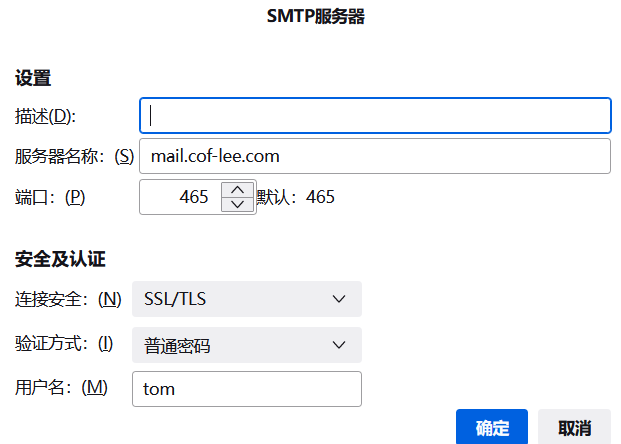 SMTP服务器
设置
描述(D):
服务器名称：(S) mail.cof-lee.com
端口：(P) 465 默认：465
安全及认证
连接安全：(N) SSL/TLS
验证方式：(I) 普通密码
用户名：(M) tom
确定 取消